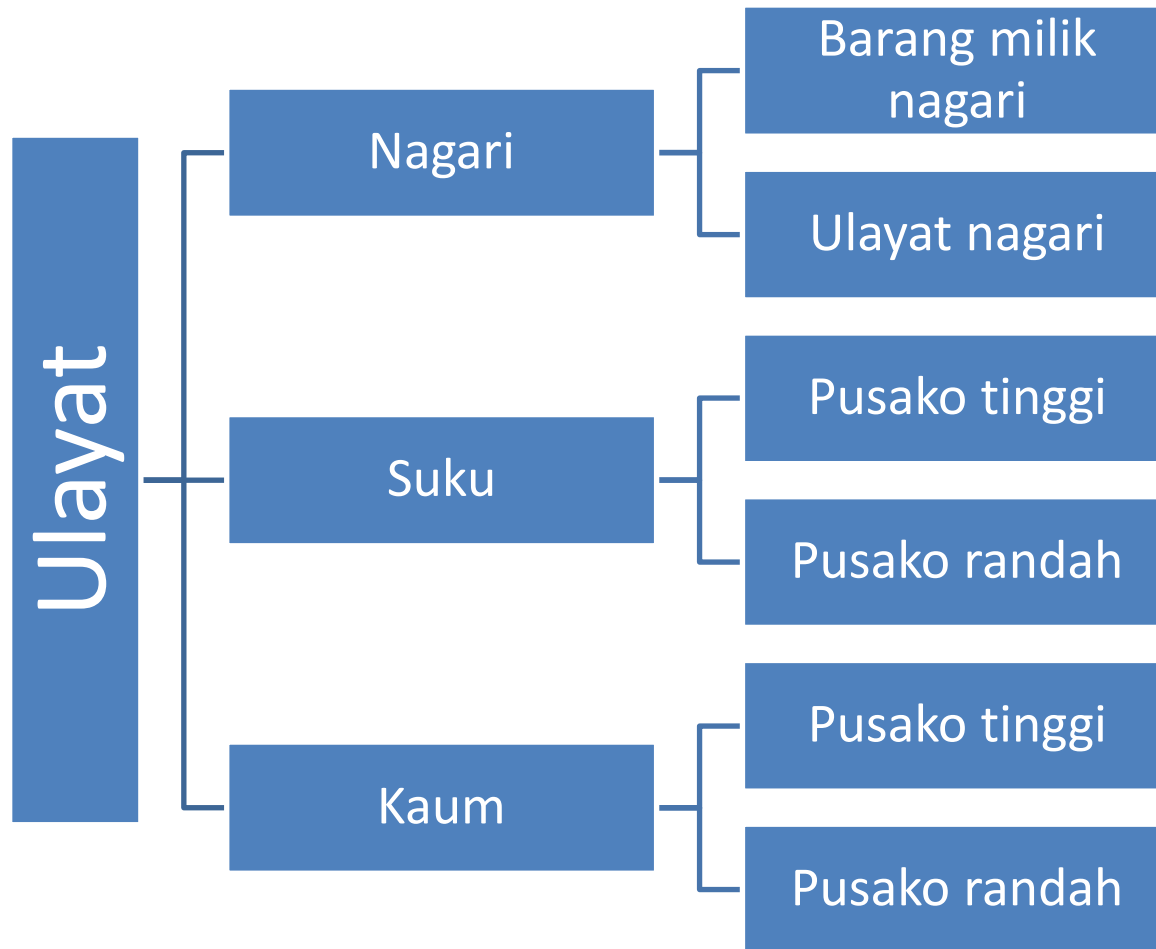 Ulayat
Nagari
Barang milik
nagari
Ulayat nagari
Suku
Pusako tinggi
Pusako randah
Kaum
Pusako tinggi
Pusako randah